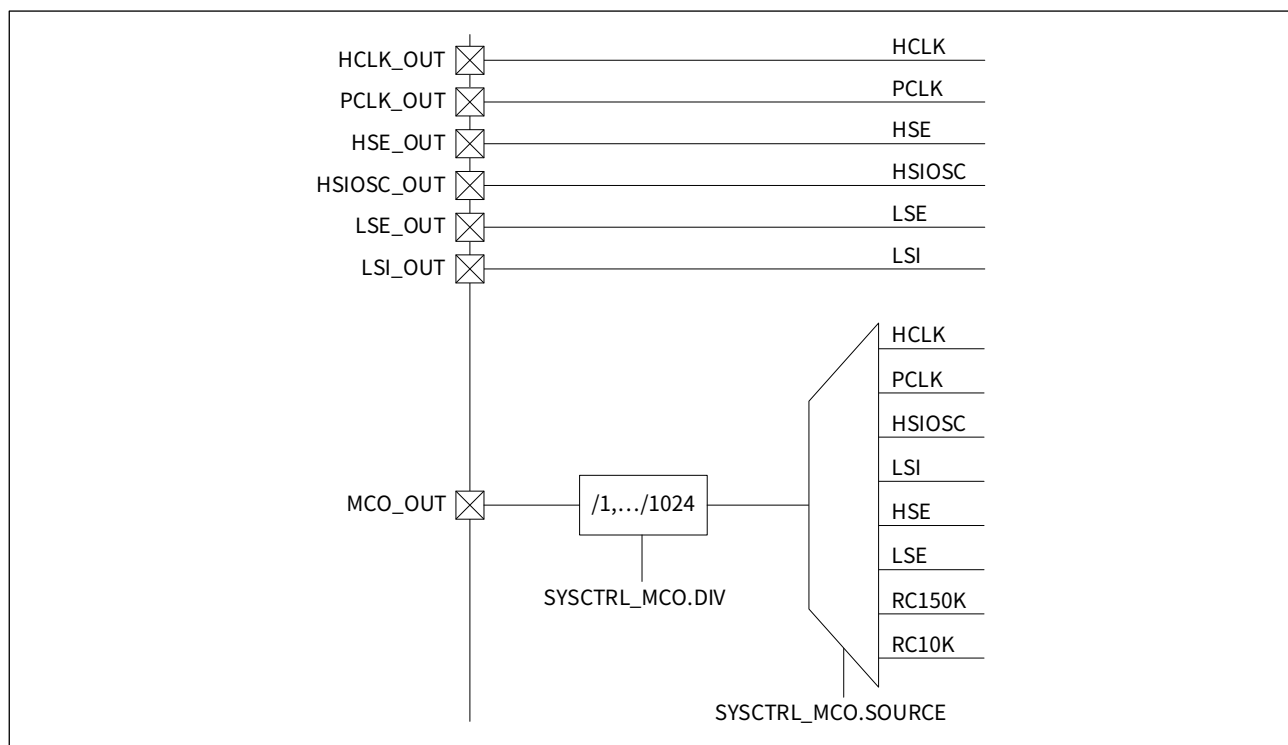 HCLK_OUT HCLK
PCLK_OUT PCLK
HSE_OUT HSE
HSIOSC_OUT HSIOSC
LSE_OUT LSE
LSI_OUT LSI
HCLK
PCLK
HSIOSC
LSI
MCO_OUT /1,…/1024 HSE
LSE
SYSCTRL_MCO.DIV RC150K
RC10K
SYSCTRL_MCO.SOURCE